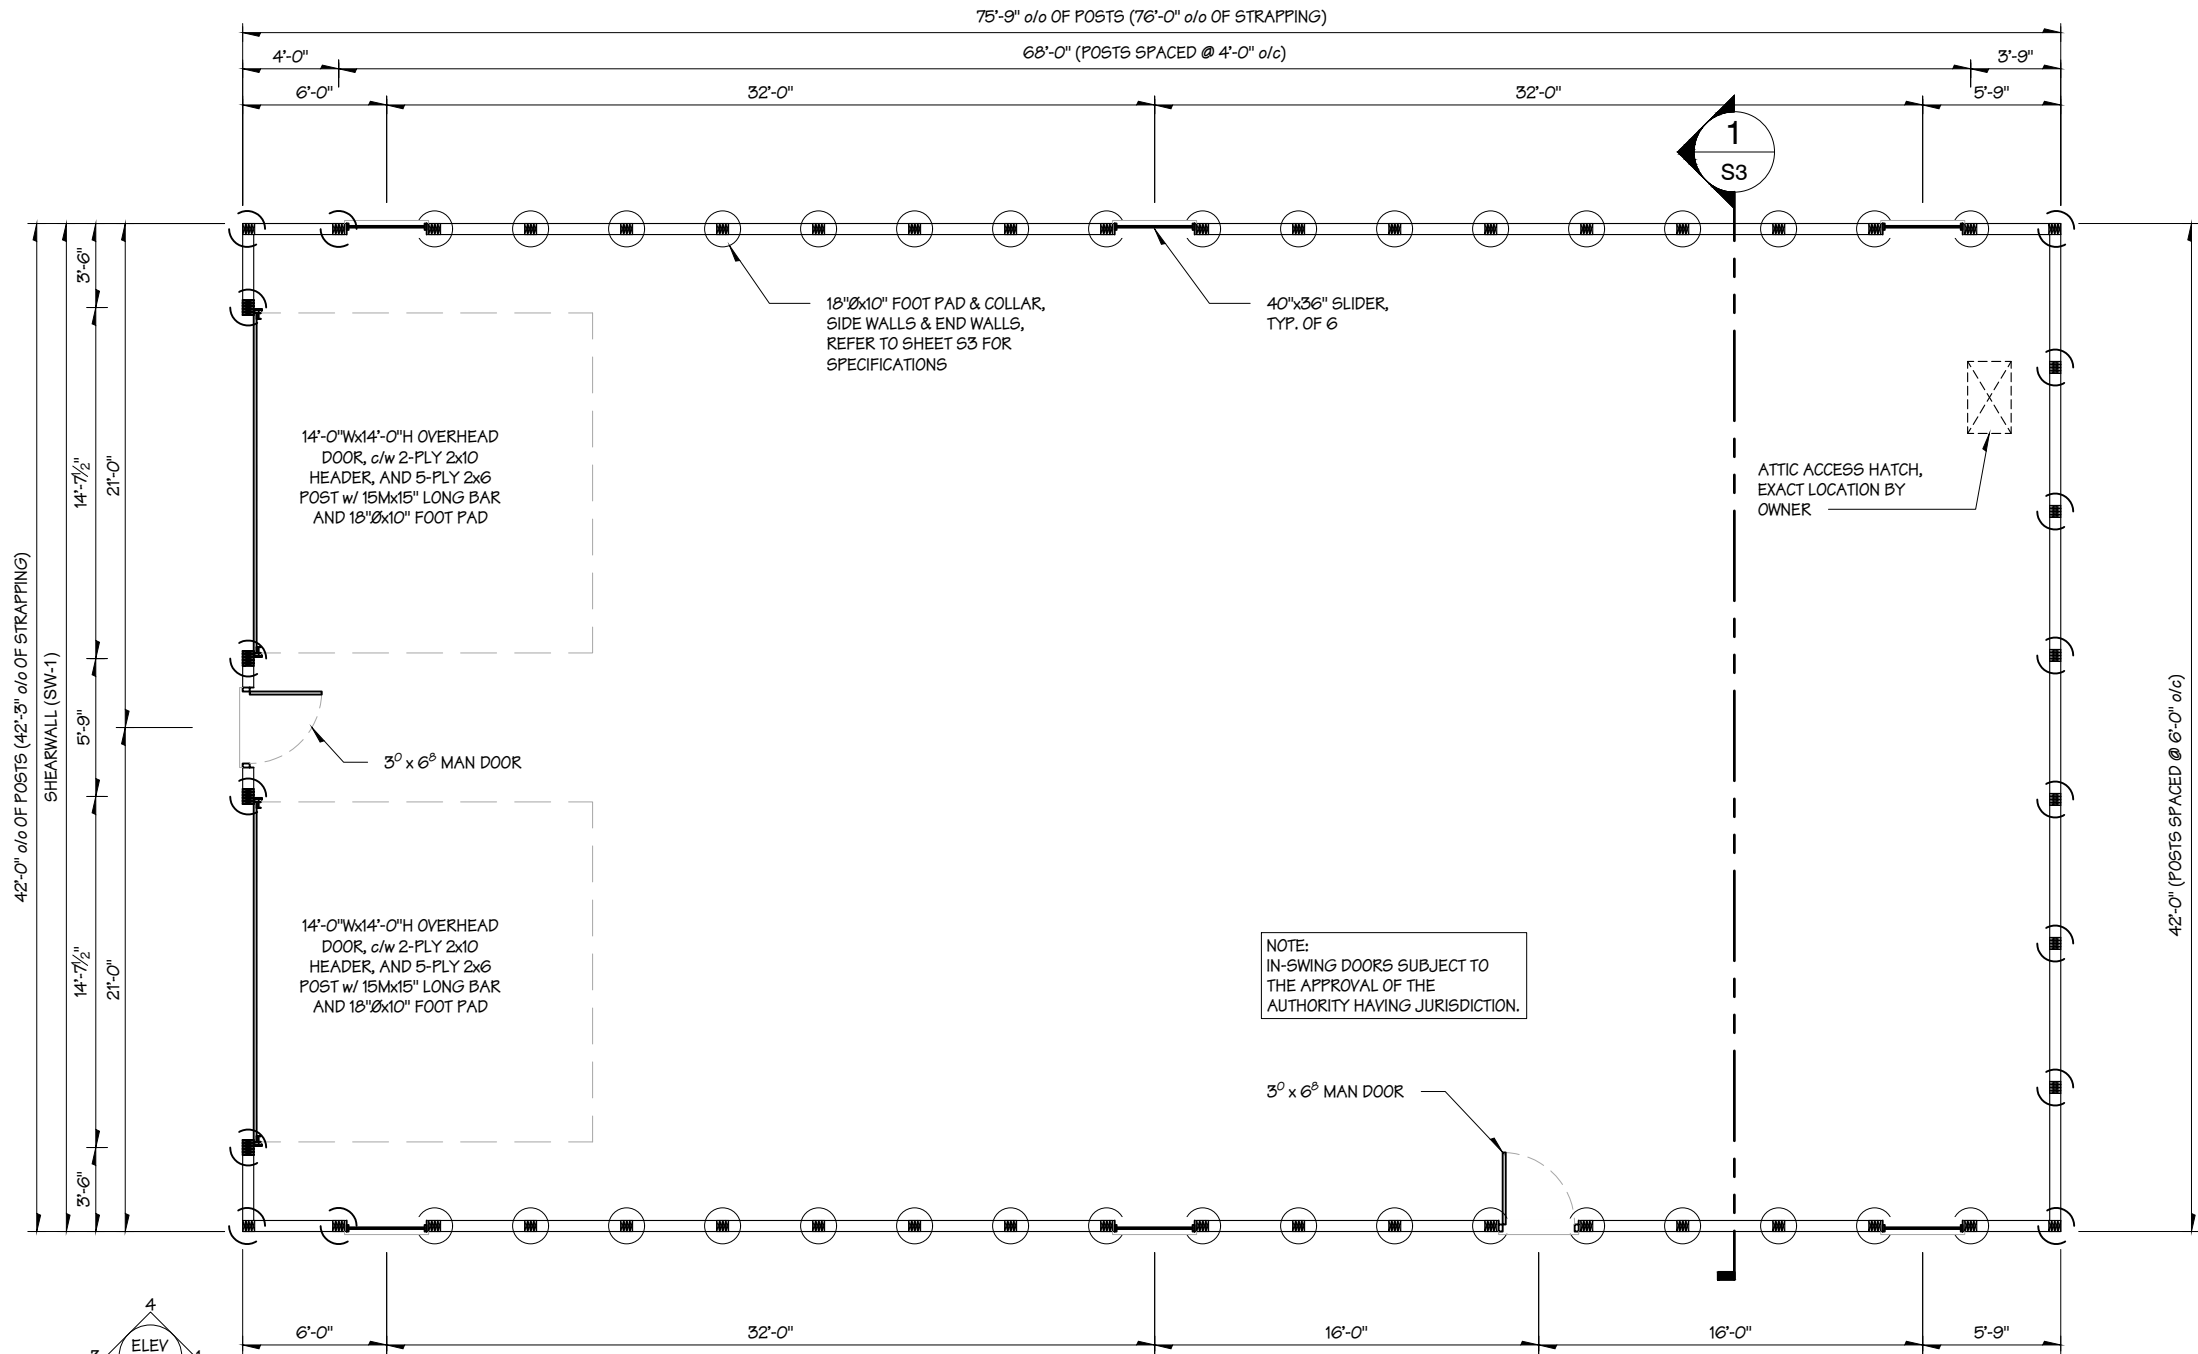 75'-9" o/o OF POSTS (76'-0" o/o OF STRAPPING)
4'-0"
68'-0" (POSTS SPACED @ 4'-0" o/c)
3'-9"
6'-0"
32'-0"
32'-0"
5'-9"
1
S3
3'-6"
14'-7½"
21'-0"
5'-9"
14'-7½"
21'-0"
3'-6"
42'-0" o/o OF POSTS (42'-3" o/o OF STRAPPING)
SHEARWALL (SW-1)
18"Øx10" FOOT PAD & COLLAR,
SIDE WALLS & END WALLS,
REFER TO SHEET S3 FOR
SPECIFICATIONS
40"x36" SLIDER,
TYP. OF 6
14'-0"Wx14'-0"H OVERHEAD
DOOR, c/w 2-PLY 2x10
HEADER, AND 5-PLY 2x6
POST w/ 15Mx15" LONG BAR
AND 18"Øx10" FOOT PAD
ATTIC ACCESS HATCH,
EXACT LOCATION BY
OWNER
3⁰ x 6⁸ MAN DOOR
42'-0" (POSTS SPACED @ 6'-0" o/c)
14'-0"Wx14'-0"H OVERHEAD
DOOR, c/w 2-PLY 2x10
HEADER, AND 5-PLY 2x6
POST w/ 15Mx15" LONG BAR
AND 18"Øx10" FOOT PAD
NOTE:
IN-SWING DOORS SUBJECT TO
THE APPROVAL OF THE
AUTHORITY HAVING JURISDICTION.
3⁰ x 6⁸ MAN DOOR
4
ELEV
6'-0"
32'-0"
16'-0"
16'-0"
5'-9"